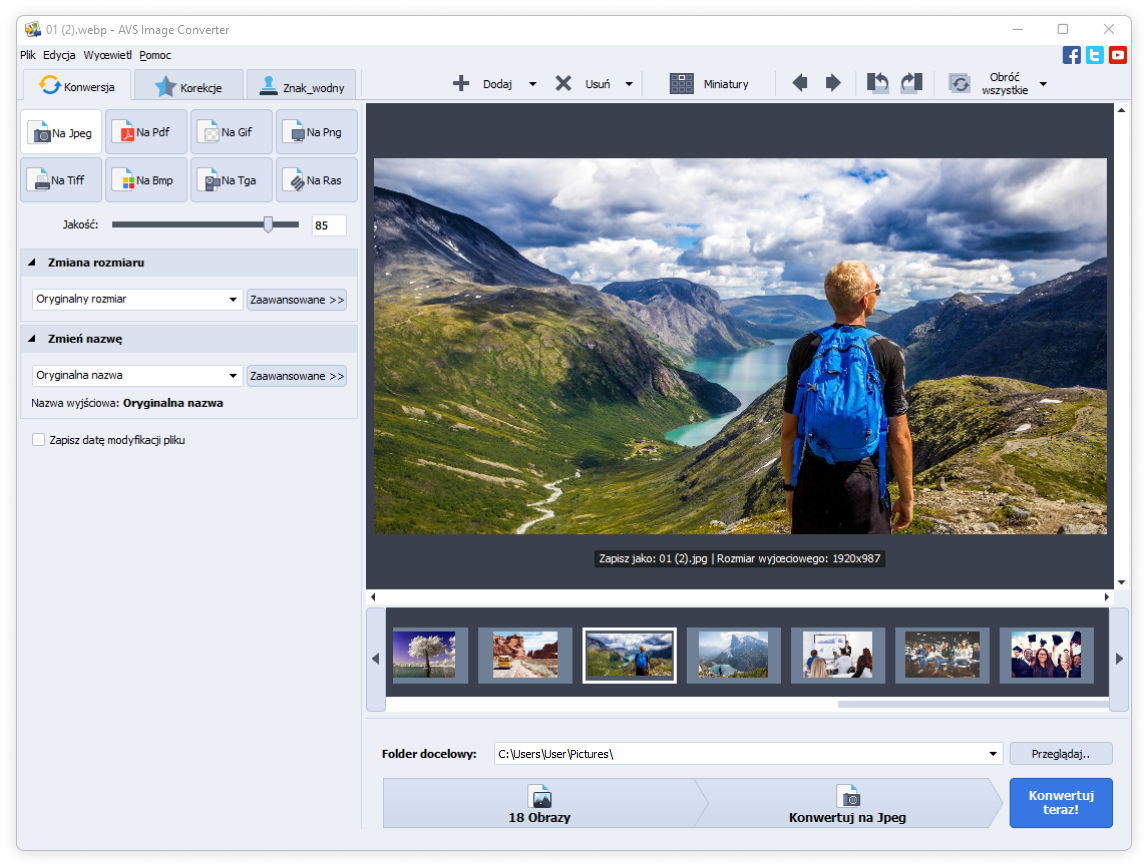 01 (2).webp - AVS Image Converter
Plik Edycja Wyœwietl Pomoc
Konwersja Korekcje Znak_wodny
Dodaj Usuń Miniatury Obróć
wszystkie
Na Jpeg Na Pdf Na Gif Na Png
Na Tiff Na Bmp Na Tga Na Ras
Jakość: 85
Zmiana rozmiaru
Oryginalny rozmiar Zaawansowane >>
Zmień nazwę
Oryginalna nazwa Zaawansowane >>
Nazwa wyjściowa: Oryginalna nazwa
Zapisz datę modyfikacji pliku
Zapisz jako: 01 (2).jpg | Rozmiar wyjœciowego: 1920x987
Folder docelowy: C:\Users\User\Pictures\ Przeglądaj..
18 Obrazy Konwertuj na Jpeg
Konwertuj
teraz!